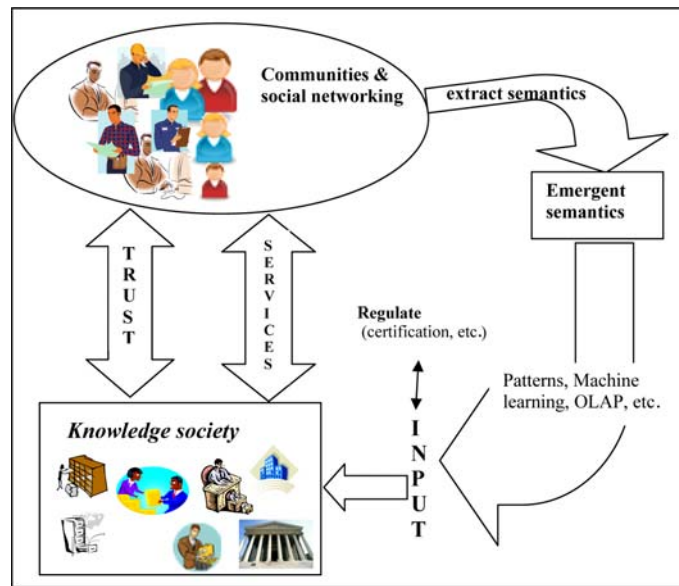 Communities &
social networking
extract semantics
Emergent
semantics
TRUST
SERVICES
Regulate
(certification, etc.)
Patterns, Machine
learning, OLAP, etc.
INPUT
Knowledge society